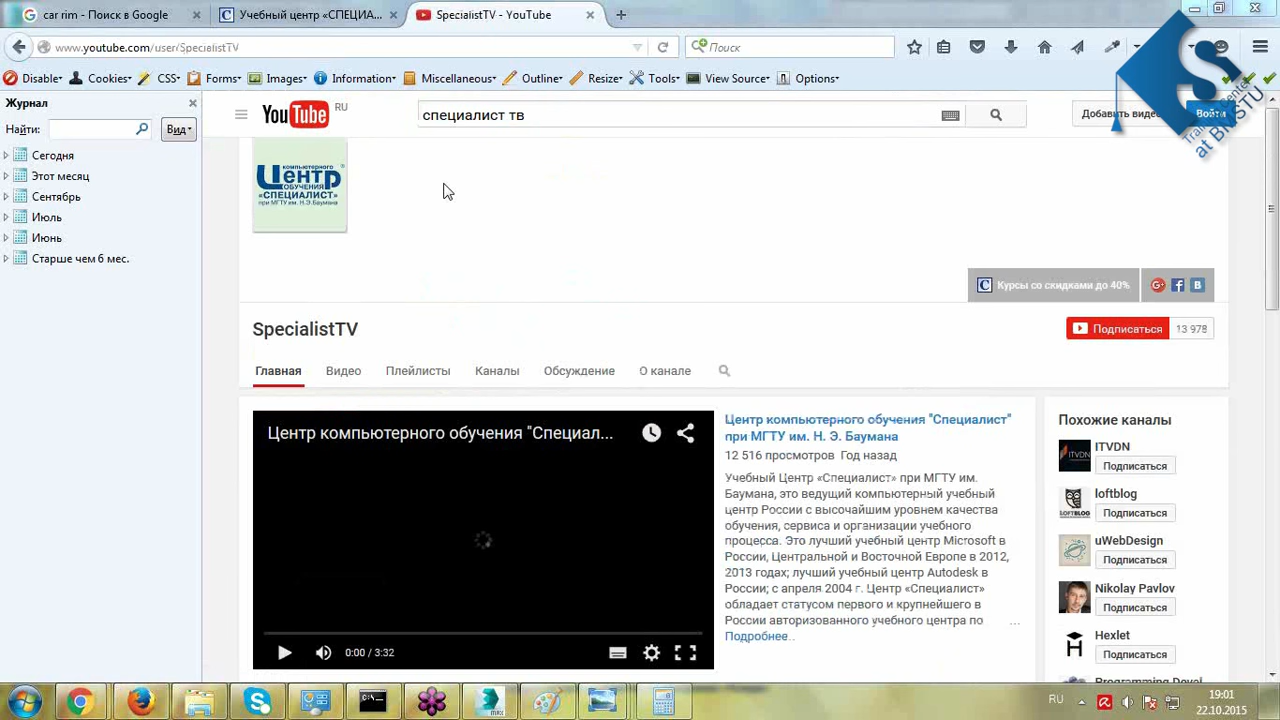 car rim - Поиск в Google
Учебный центр «СПЕЦИА...
SpecialistTV - YouTube
www.youtube.com/user/SpecialistTV
Поиск
Disable
Cookies
CSS
Forms
Images
Information
Miscellaneous
Outline
Resize
Tools
View Source
Options
Журнал
Найти:
Вид
Сегодня
Этот месяц
Сентябрь
Июль
Июнь
Старше чем 6 мес.
YouTube RU
специалист тв
Добавить видео
Войти
Training Center
at BMSTU
компьютерного
Центр
ОБУЧЕНИЯ
«СПЕЦИАЛИСТ»
при МГТУ им. Н.Э.Баумана
Курсы со скидками до 40%
SpecialistTV
Подписаться 13 978
Главная
Видео
Плейлисты
Каналы
Обсуждение
О канале
Центр компьютерного обучения "Специал...
0:00 / 3:32
Центр компьютерного обучения "Специалист"
при МГТУ им. Н. Э. Баумана
12 516 просмотров Год назад
Учебный Центр «Специалист» при МГТУ им.
Баумана, это ведущий компьютерный учебный
центр России с высочайшим уровнем качества
обучения, сервиса и организации учебного
процесса. Это лучший учебный центр Microsoft в
России, Центральной и Восточной Европе в 2012,
2013 годах; лучший учебный центр Autodesk в
России; с апреля 2004 г. Центр «Специалист»
обладает статусом первого и крупнейшего в
России авторизованного учебного центра по ...
Подробнее..
Похожие каналы
ITVDN
Подписаться
loftblog
Подписаться
uWebDesign
Подписаться
Nikolay Pavlov
Подписаться
Hexlet
Подписаться
Programming Devel
RU
19:01
22.10.2015